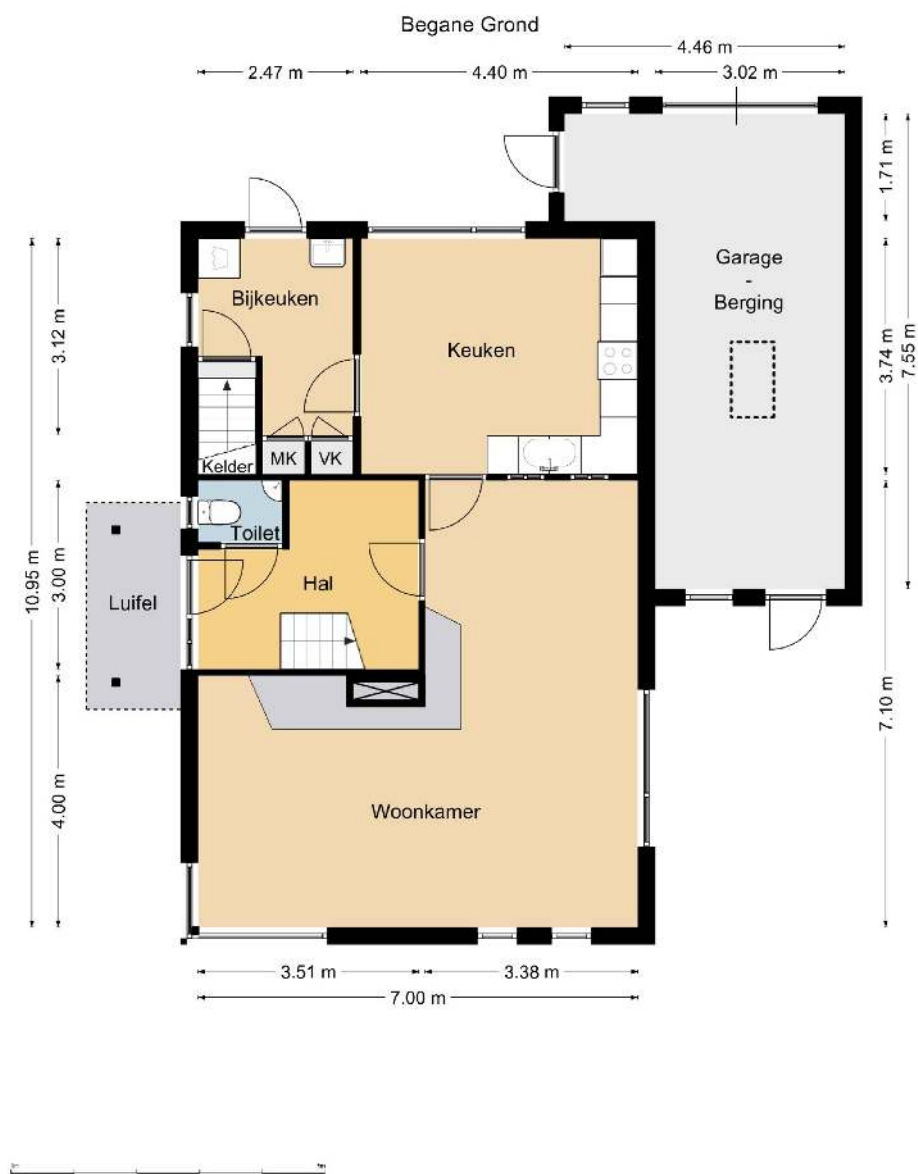 Begane Grond
4.46 m
2.47 m
4.40 m
3.02 m
1.71 m
7.55 m
3.12 m
Bijkeuken
Keuken
Garage
-
Berging
3.74 m
Kelder
MK
VK
Toilet
10.95 m
3.00 m
Luifel
Hal
7.10 m
4.00 m
Woonkamer
3.51 m
3.38 m
7.00 m